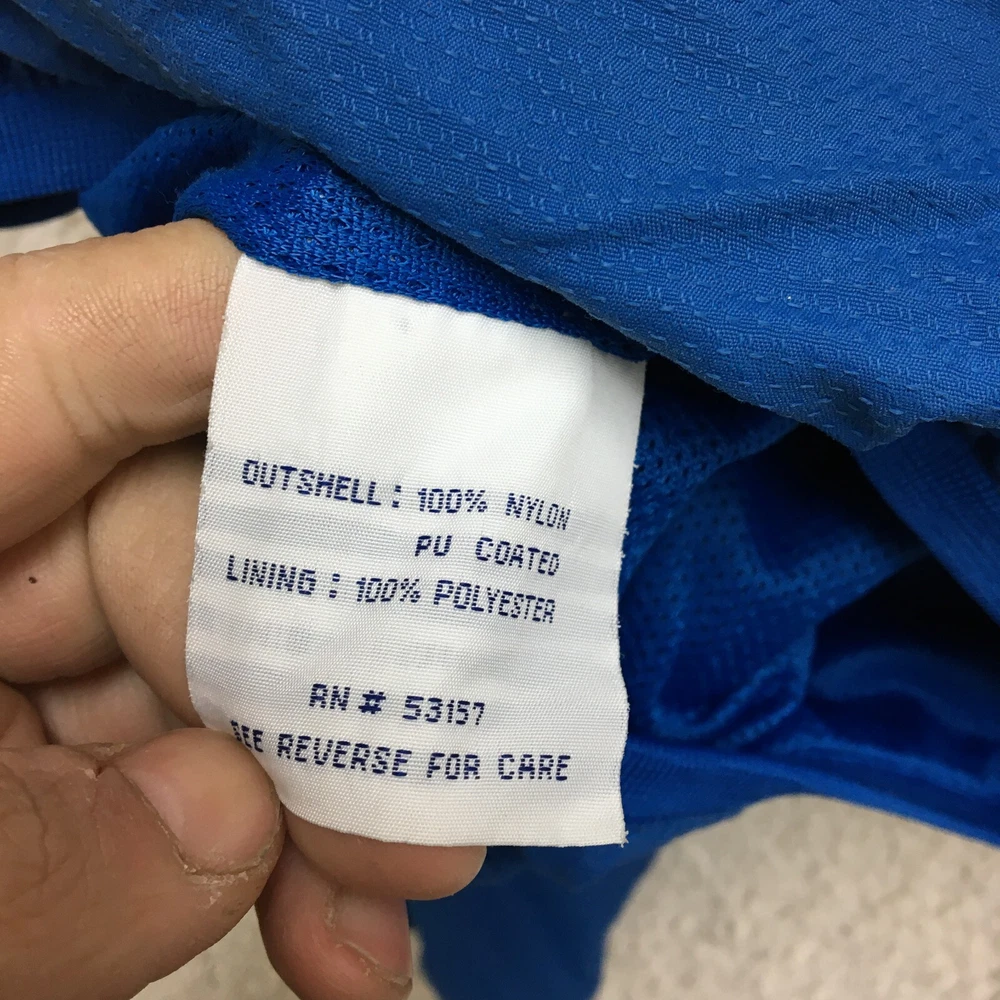 OUTSHELL: 100% NYLON
PU COATED
LINING: 100% POLYESTER
RN # 53157
SEE REVERSE FOR CARE